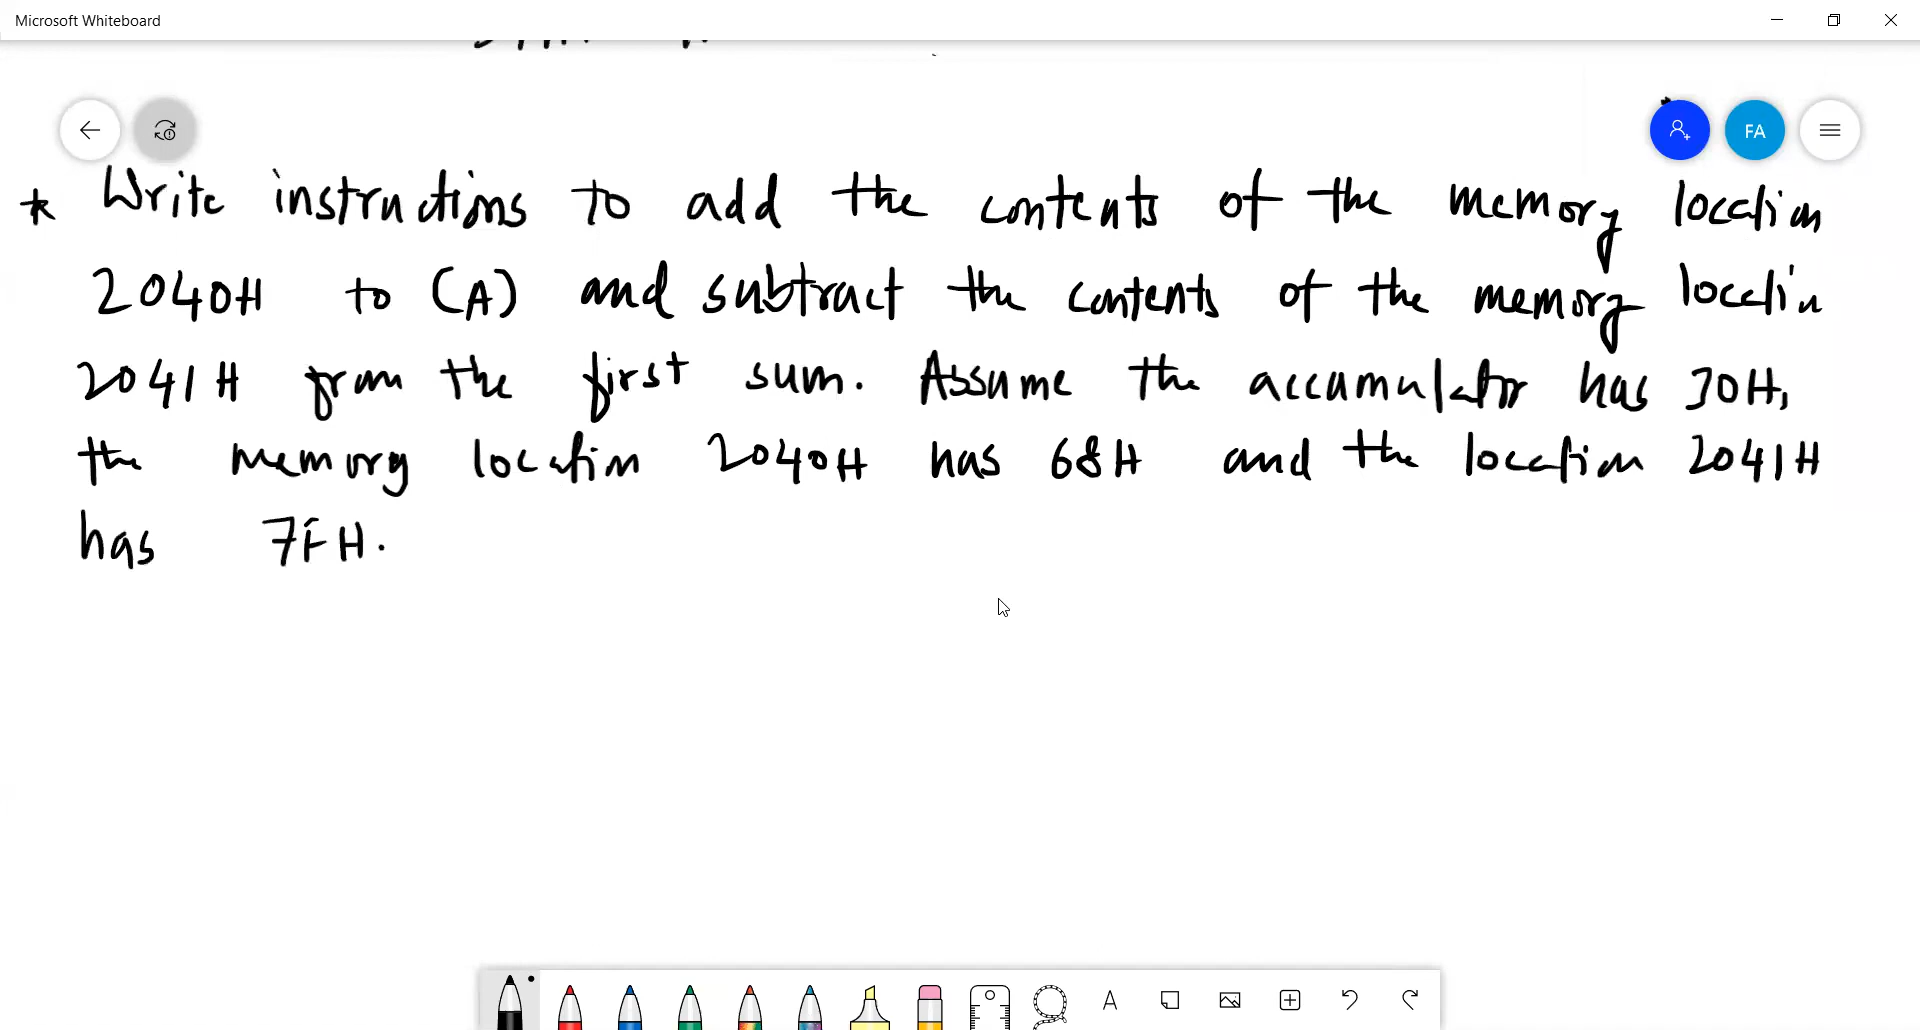 Microsoft Whiteboard
FA
* Write instructions to add the contents of the memory location
2040H to (A) and subtract the contents of the memory location
2041H from the first sum. Assume the accumulator has 30H,
the memory location 2040H has 68H and the location 2041H
has 7FH.
A